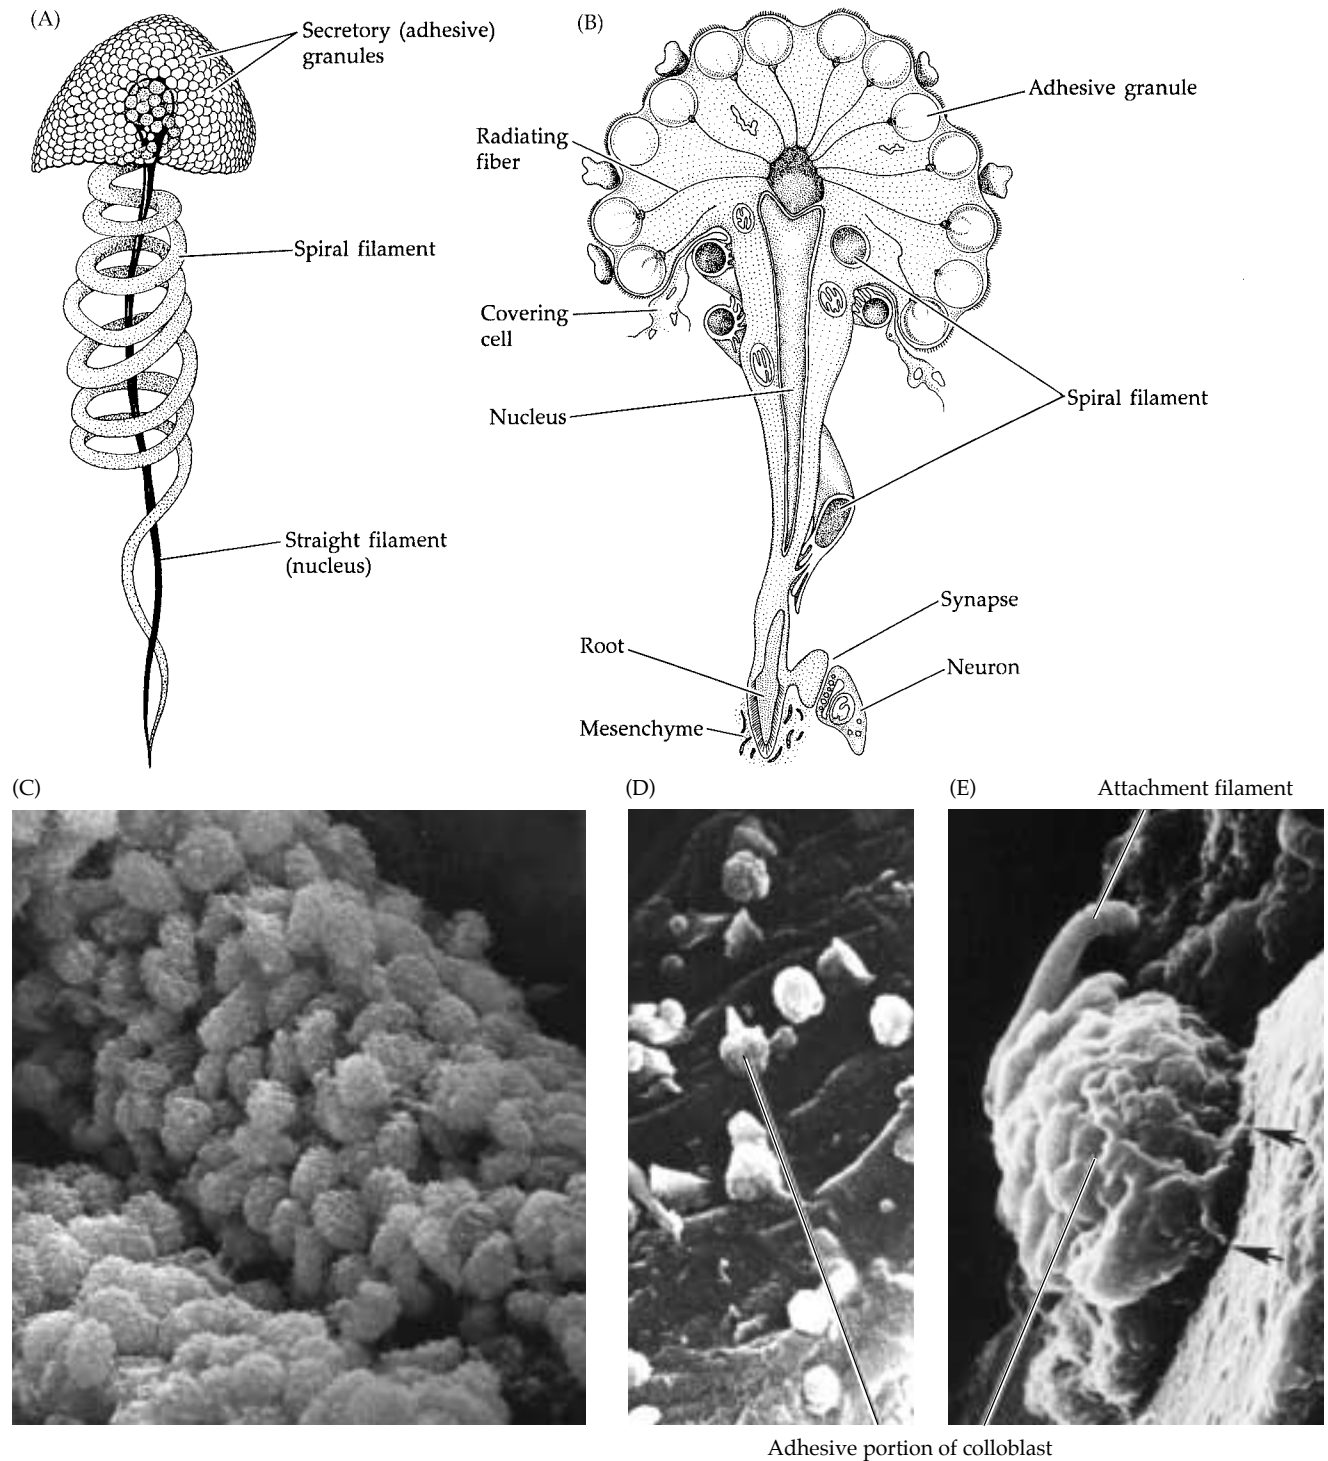 (A)
Secretory (adhesive)
granules
Spiral filament
Straight filament
(nucleus)
(B)
Adhesive granule
Radiating
fiber
Covering
cell
Nucleus
Spiral filament
Synapse
Root
Neuron
Mesenchyme
(C)
(D)
(E)
Attachment filament
Adhesive portion of colloblast